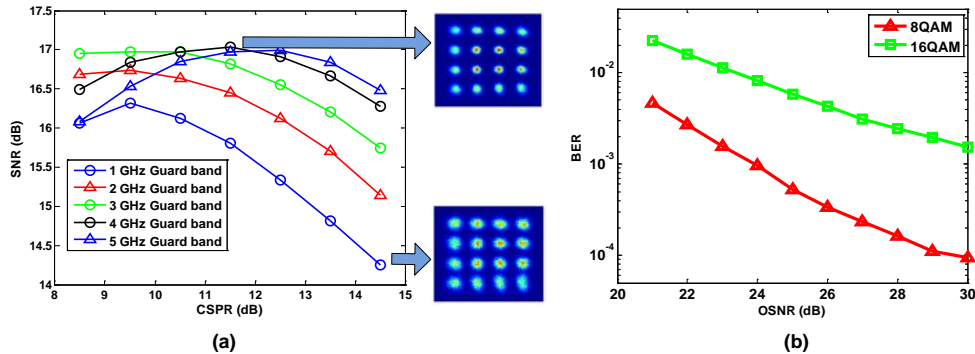 17.5
17
16.5
16
15.5
15
14.5
14
8 9 10 11 12 13 14 15
SNR (dB)
CSPR (dB)
1 GHz Guard band
2 GHz Guard band
3 GHz Guard band
4 GHz Guard band
5 GHz Guard band
(a)
10-2
10-3
10-4
20 22 24 26 28 30
BER
OSNR (dB)
8QAM
16QAM
(b)